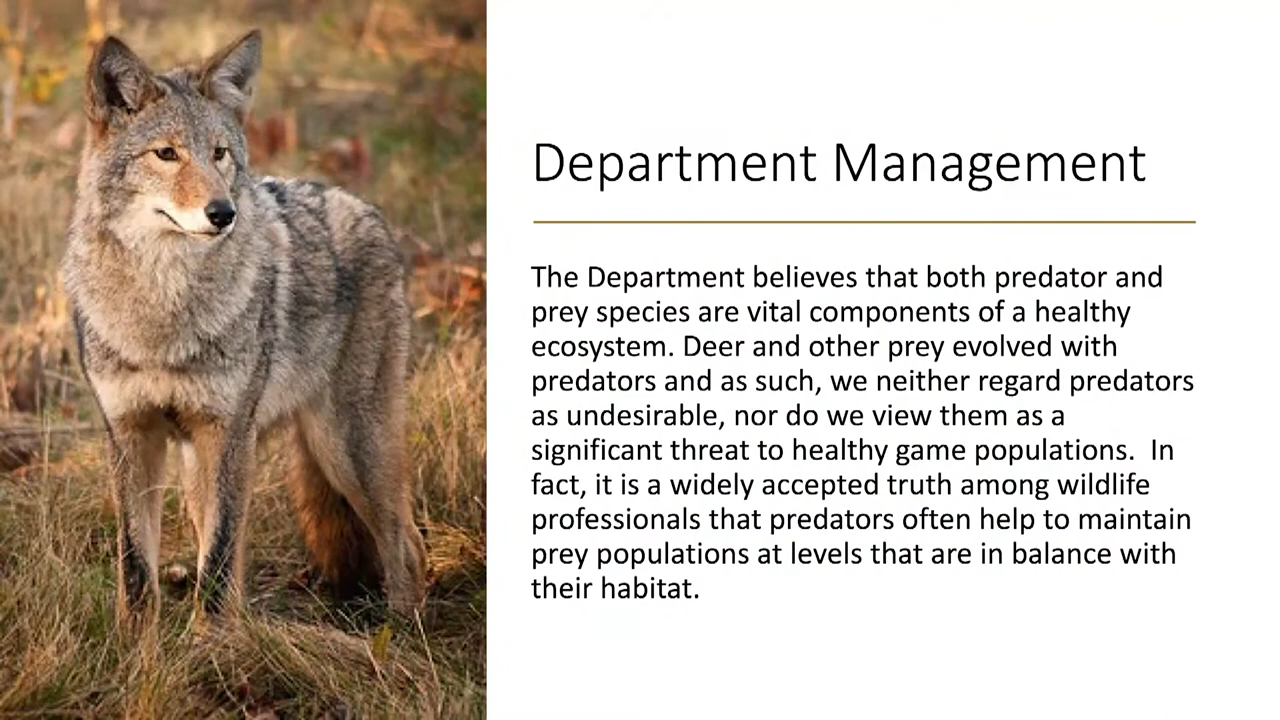 Department Management
The Department believes that both predator and
prey species are vital components of a healthy
ecosystem. Deer and other prey evolved with
predators and as such, we neither regard predators
as undesirable, nor do we view them as a
significant threat to healthy game populations.  In
fact, it is a widely accepted truth among wildlife
professionals that predators often help to maintain
prey populations at levels that are in balance with
their habitat.